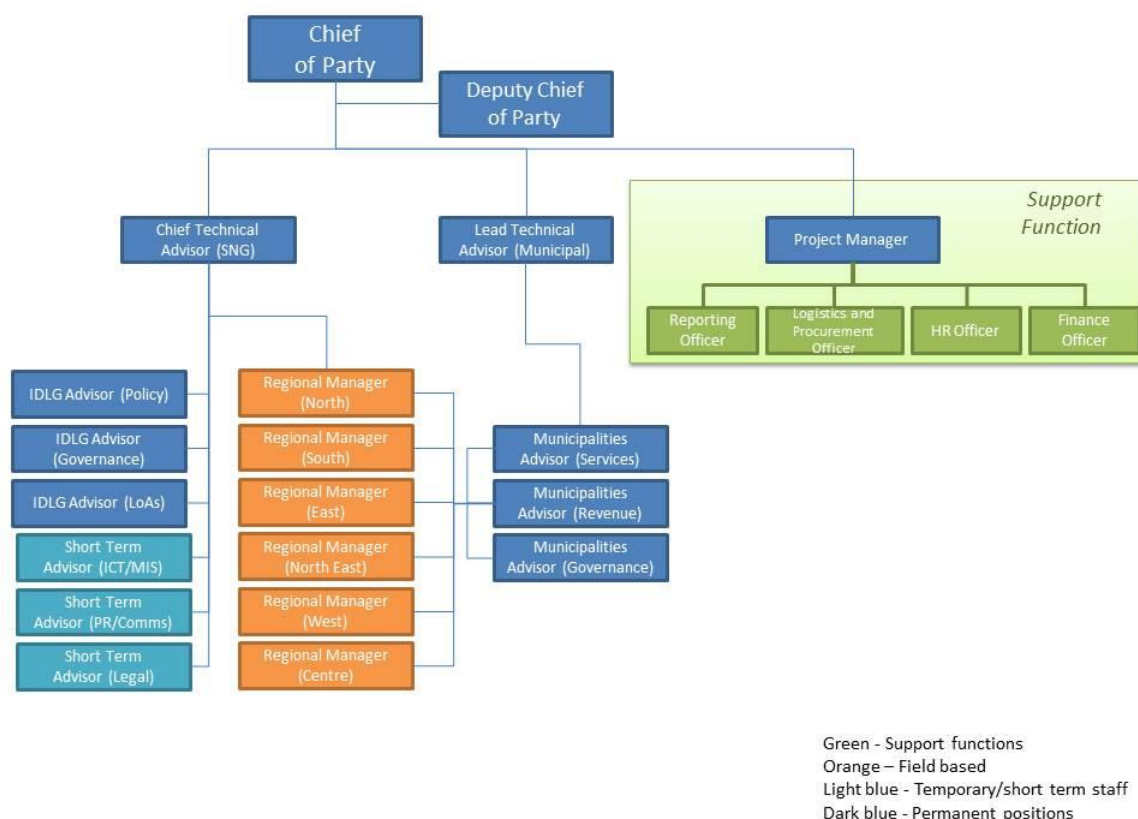 Chief
of Party
Deputy Chief
of Party
Support
Function
Chief Technical
Advisor (SNG)
Lead Technical
Advisor (Municipal)
Project Manager
Reporting
Officer
Logistics and
Procurement
Officer
HR Officer
Finance
Officer
IDLG Advisor (Policy)
IDLG Advisor
(Governance)
IDLG Advisor (LoAs)
Short Term
Advisor (ICT/MIS)
Short Term
Advisor (PR/Comms)
Short Term
Advisor (Legal)
Regional Manager
(North)
Regional Manager
(South)
Regional Manager
(East)
Regional Manager
(North East)
Regional Manager
(West)
Regional Manager
(Centre)
Municipalities
Advisor (Services)
Municipalities
Advisor (Revenue)
Municipalities
Advisor (Governance)
Green - Support functions
Orange – Field based
Light blue - Temporary/short term staff
Dark blue - Permanent positions